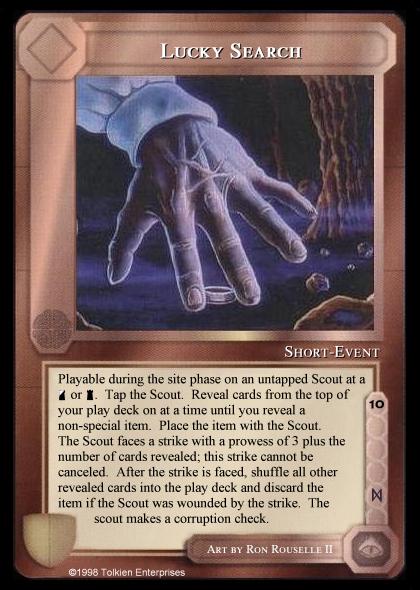 Lucky Search
Short-Event
Playable during the site phase on an untapped Scout at a
or . Tap the Scout. Reveal cards from the top of
your play deck on at a time until you reveal a
non-special item. Place the item with the Scout.
The Scout faces a strike with a prowess of 3 plus the
number of cards revealed; this strike cannot be
canceled. After the strike is faced, shuffle all other
revealed cards into the play deck and discard the
item if the Scout was wounded by the strike. The
scout makes a corruption check.
10
Art by Ron Rouselle II
©1998 Tolkien Enterprises